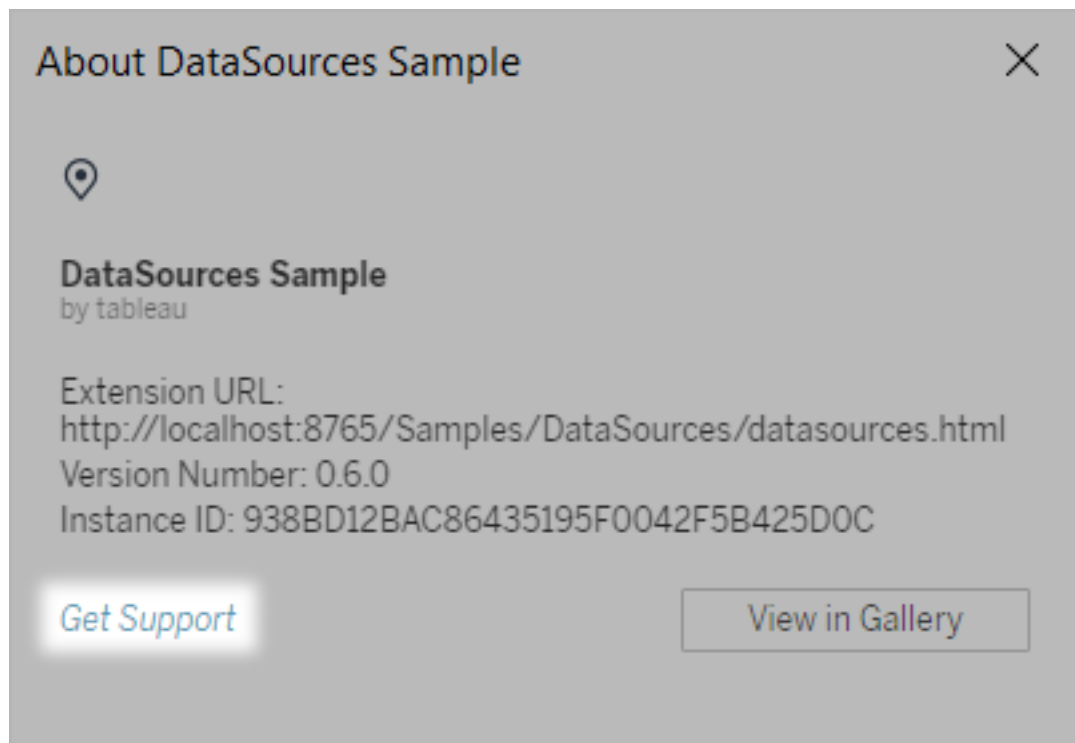 About DataSources Sample
DataSources Sample
by tableau
Extension URL:
http://localhost:8765/Samples/DataSources/datasources.html
Version Number: 0.6.0
Instance ID: 938BD12BAC86435195F0042F5B425D0C
Get Support
View in Gallery